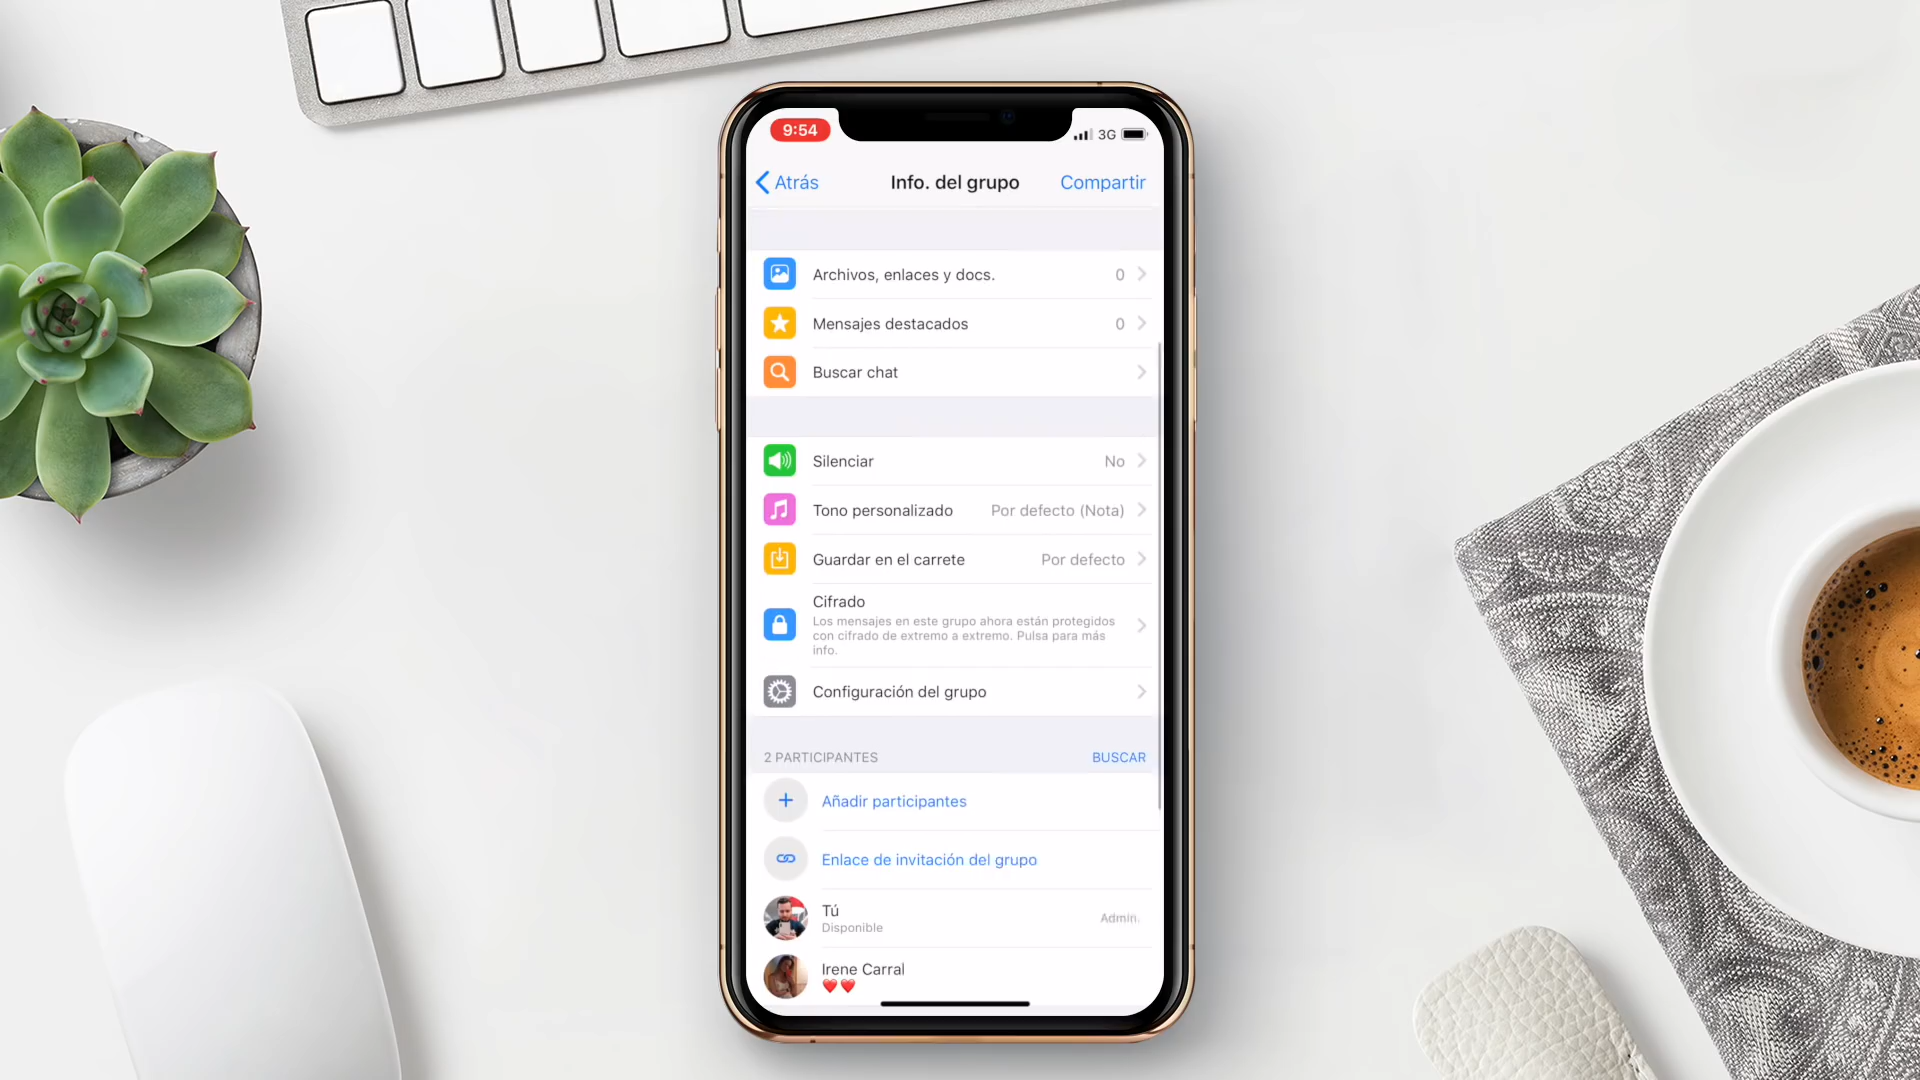 9:54
3G
Atrás
Info. del grupo
Compartir
Archivos, enlaces y docs.
0
Mensajes destacados
0
Buscar chat
Silenciar
No
Tono personalizado
Por defecto (Nota)
Guardar en el carrete
Por defecto
Cifrado
Los mensajes en este grupo ahora están protegidos
con cifrado de extremo a extremo. Pulsa para más
info.
Configuración del grupo
2 PARTICIPANTES
BUSCAR
Añadir participantes
Enlace de invitación del grupo
Tú
Disponible
Admin.
Irene Carral
❤️❤️